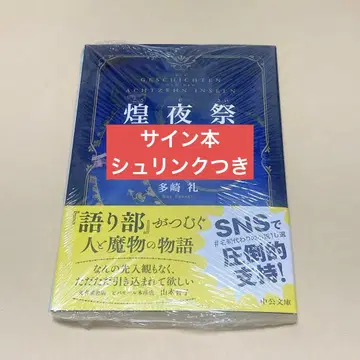 GESCHICHTEN
ACHTZEHN INSELN
煌夜祭
サイン本
シュリンクつき
多崎 礼
『語り部』がつむぐ
人と魔物の物語
なんの先入観もなく、
ただただ引き込まれて欲しい
SNSで
圧倒的
支持!
中公文庫